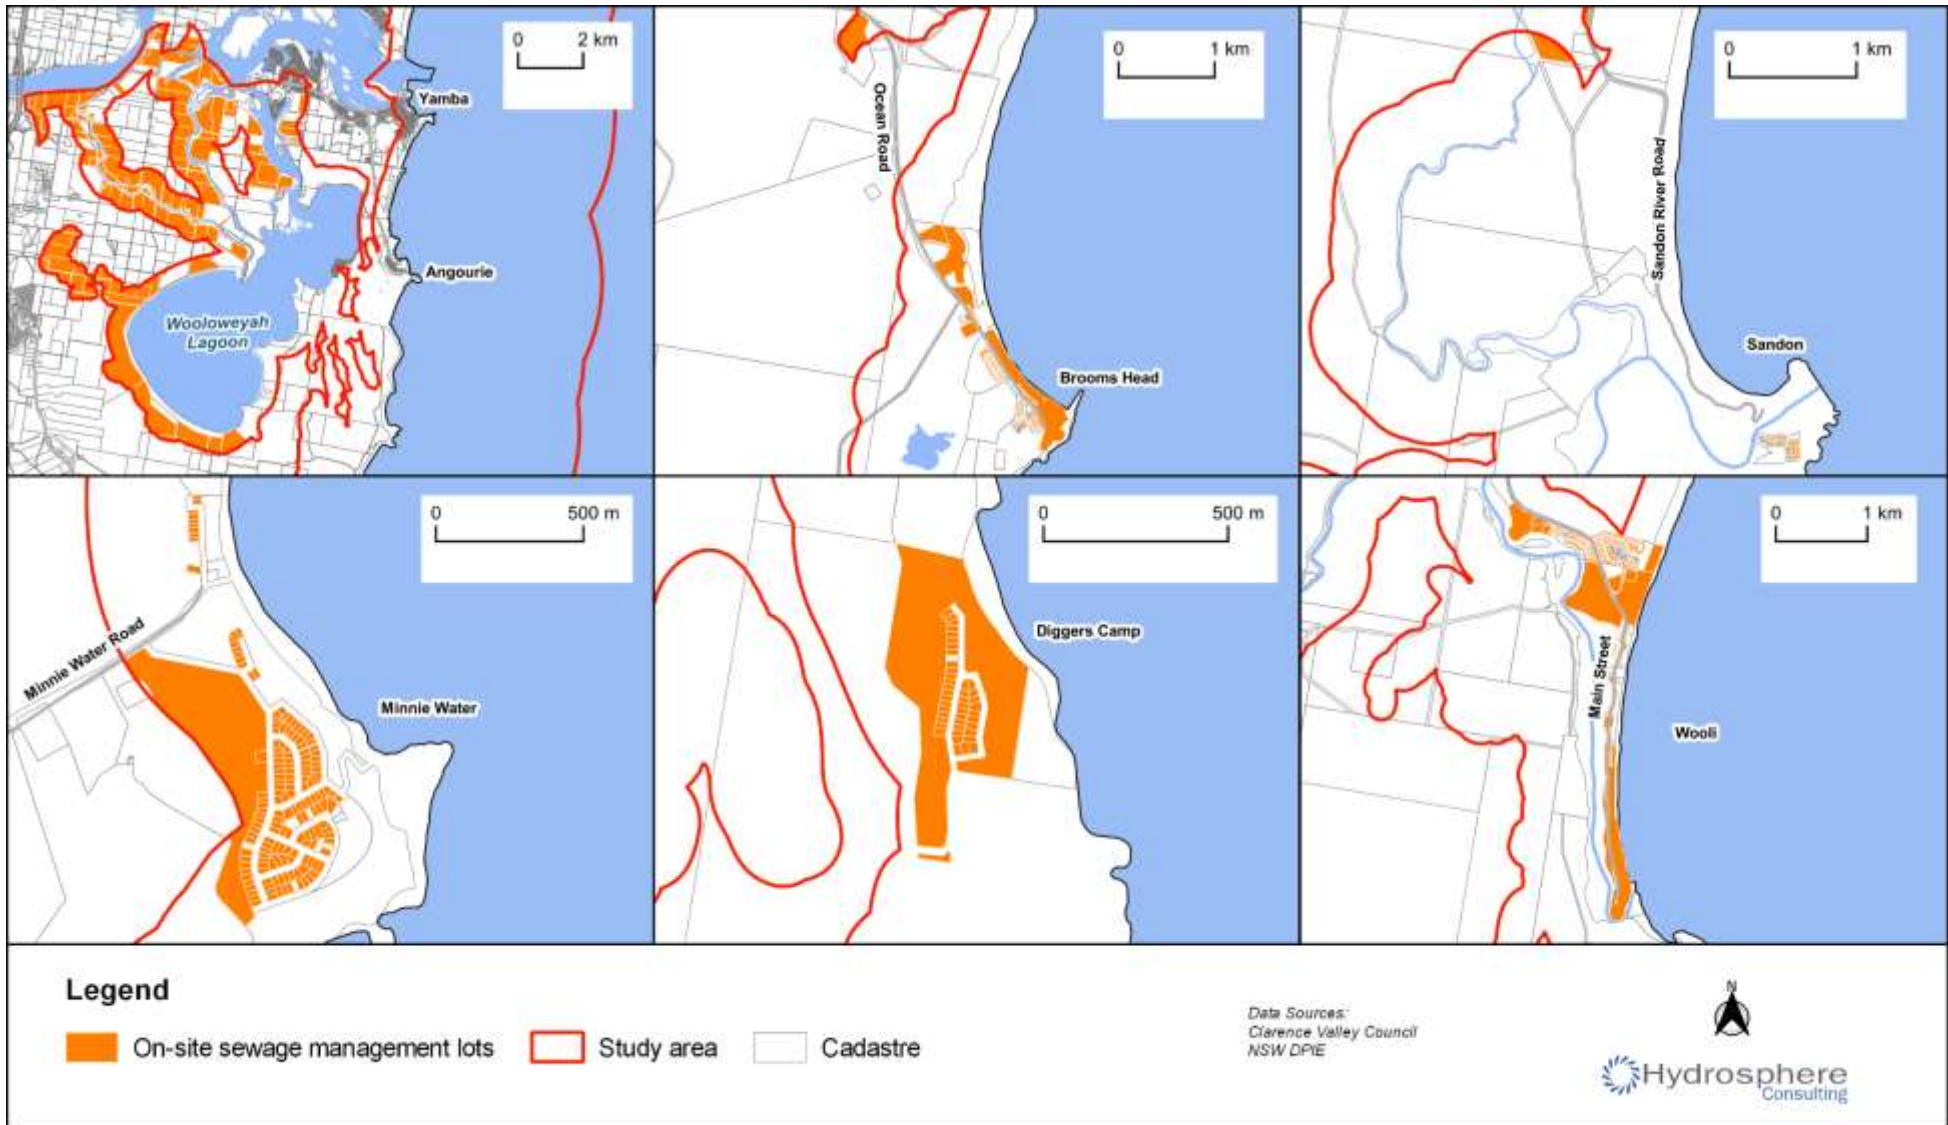 0 2 km
Yamba
Angourie
Wooloweyah
Lagoon
0 1 km
Ocean Road
Brooms Head
0 1 km
Sandon River Road
Sandon
0 500 m
Minnie Water Road
Minnie Water
0 500 m
Diggers Camp
0 1 km
Main Street
Wooli
Legend
On-site sewage management lots
Study area
Cadastre
Data Sources:
Clarence Valley Council
NSW DPIE
N
Hydrosphere
Consulting